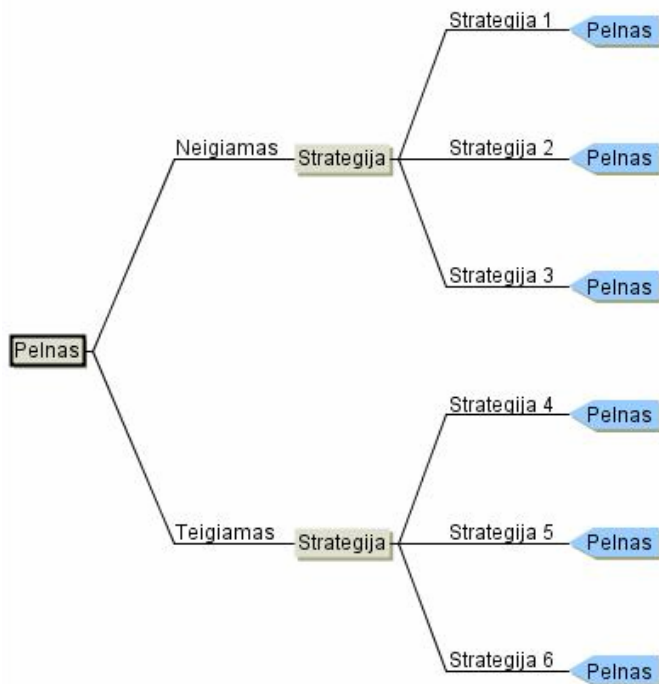 Strategija 1
Pelnas
Neigiamas
Strategija
Strategija 2
Pelnas
Strategija 3
Pelnas
Pelnas
Strategija 4
Pelnas
Teigiamas
Strategija
Strategija 5
Pelnas
Strategija 6
Pelnas